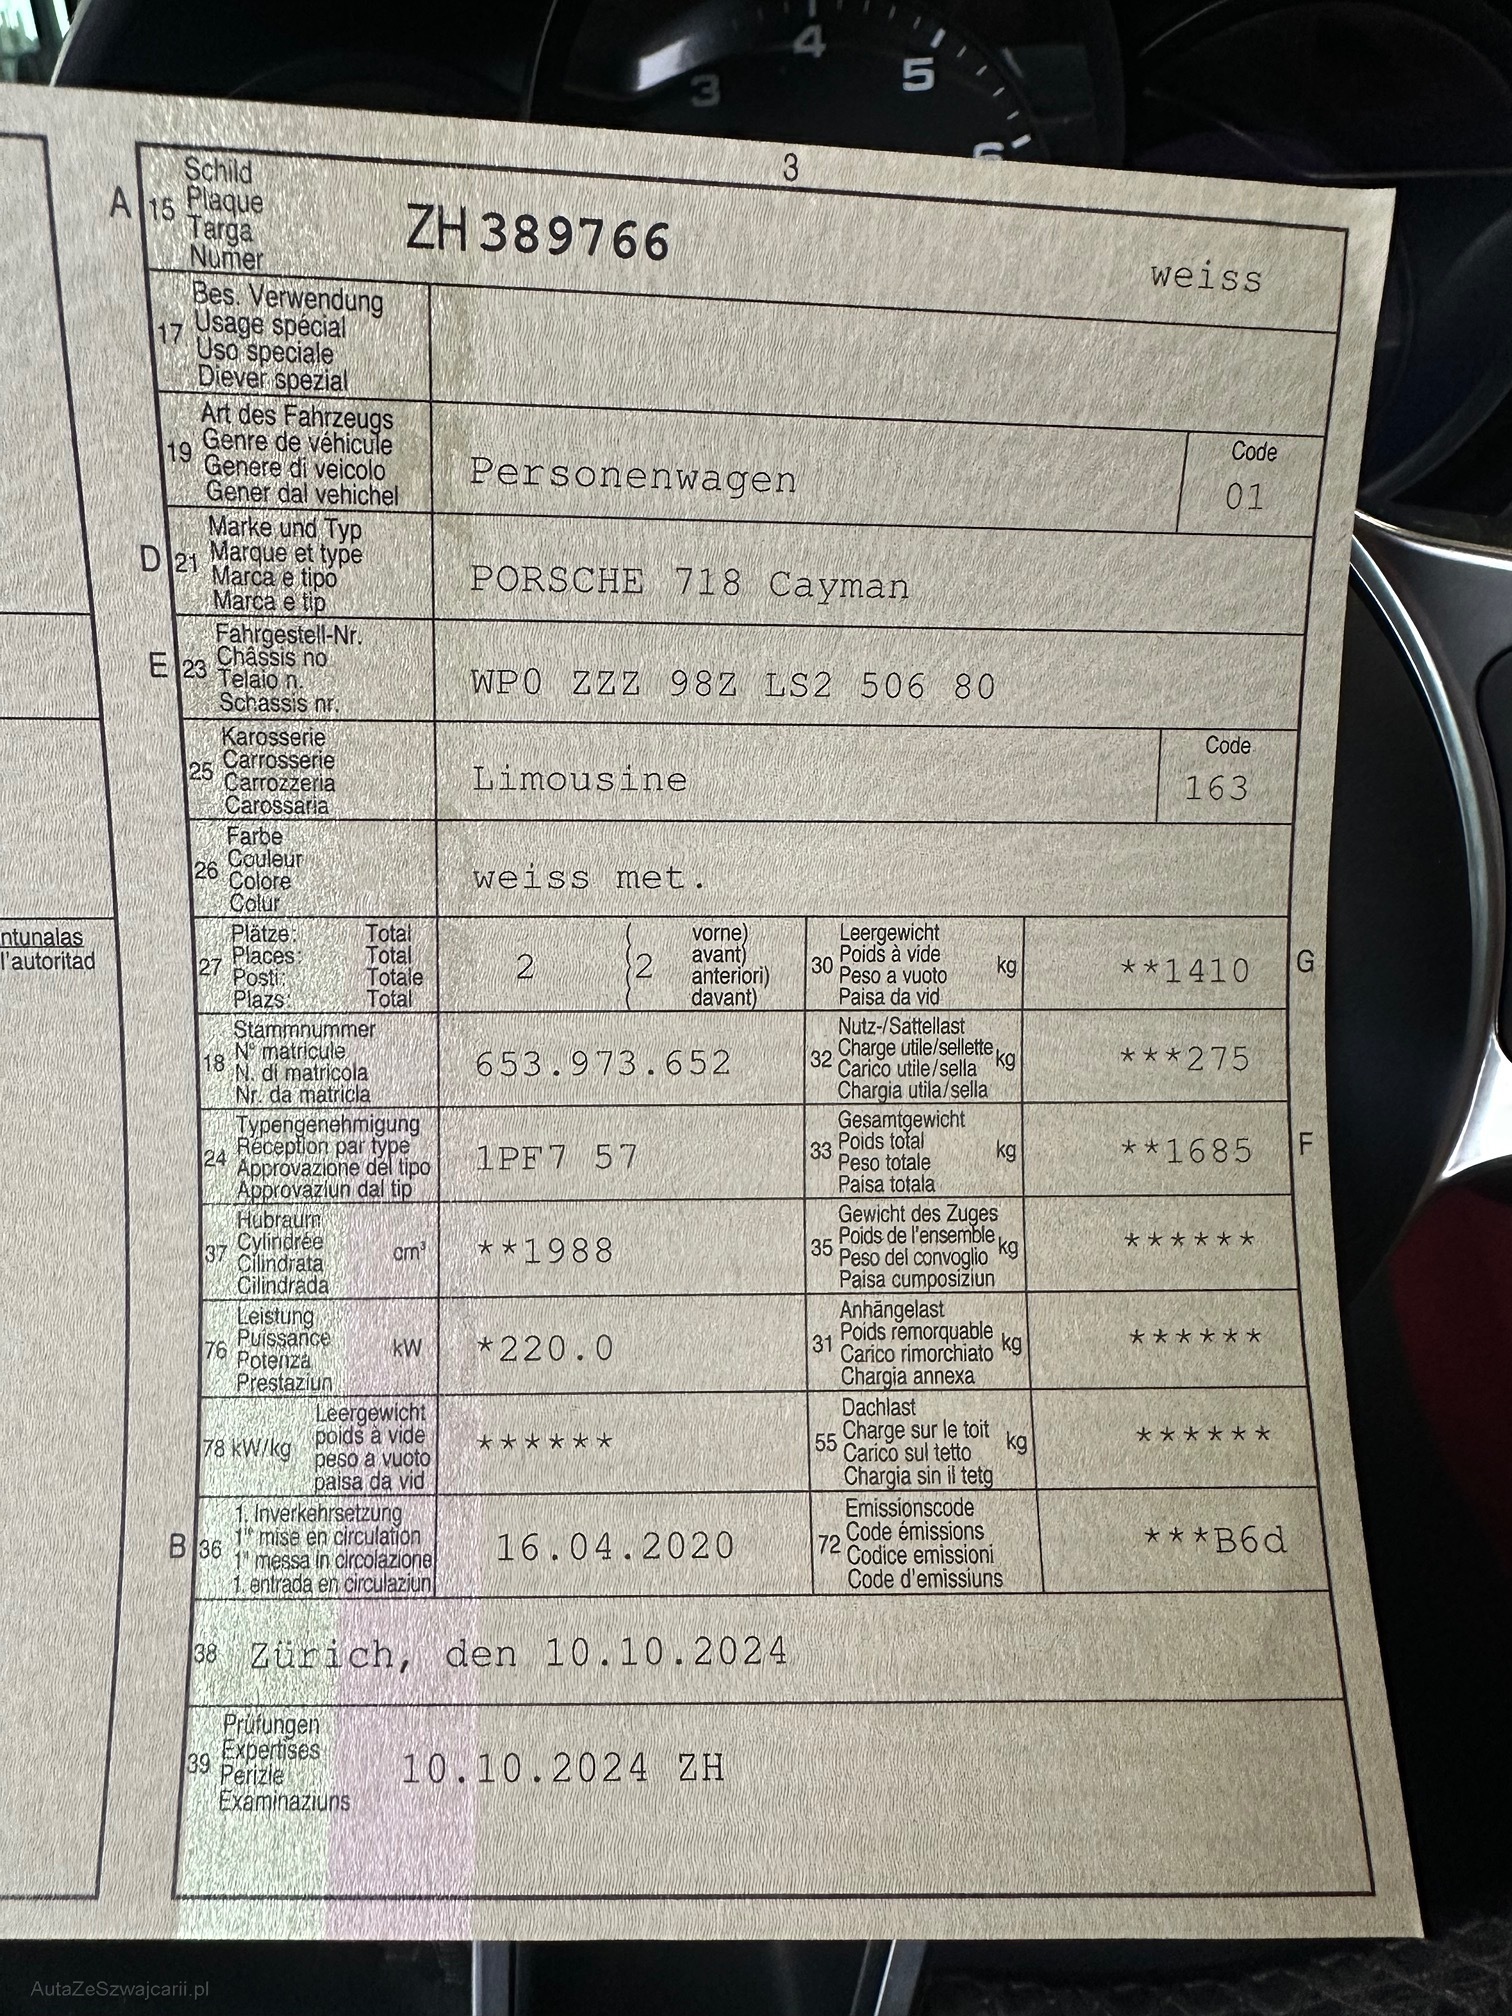 3
4
5
6
3
A 15 Schild
Plaque
Targa
Numer
ZH 389766
weiss
17 Bes. Verwendung
Usage spécial
Uso speciale
Diever spezial
19 Art des Fahrzeugs
Genre de véhicule
Genere di veicolo
Gener dal vehichel
Personenwagen
Code
01
D 21 Marke und Typ
Marque et type
Marca e tipo
Marca e tip
PORSCHE 718 Cayman
E 23 Fahrgestell-Nr.
Châssis no
Telaio n.
Schassis nr.
WP0 ZZZ 98Z LS2 506 80
25 Karosserie
Carrosserie
Carrozzeria
Carossaria
Limousine
Code
163
26 Farbe
Couleur
Colore
Colur
weiss met.
ntunalas
l'autoritad
27 Plätze: Total
Places: Total
Posti: Totale
Plazs: Total
2 (2 vorne)
avant)
anteriori)
davant)
30 Leergewicht
Poids à vide
Peso a vuoto
Paisa da vid
kg
**1410
G
18 Stammnummer
N° matricule
N. di matricola
Nr. da matricla
653.973.652
32 Nutz-/Sattellast
Charge utile/sellette
Carico utile/sella
Chargia utila/sella
kg
***275
24 Typengenehmigung
Réception par type
Approvazione del tipo
Approvaziun dal tip
1PF7 57
33 Gesamtgewicht
Poids total
Peso totale
Paisa totala
kg
**1685
F
37 Hubraum
Cylindrée
Cilindrata
Cilindrada
cm³
**1988
35 Gewicht des Zuges
Poids de l'ensemble
Peso del convoglio
Paisa cumposiziun
kg
******
76 Leistung
Puissance
Potenza
Prestaziun
kW
*220.0
31 Anhängelast
Poids remorquable
Carico rimorchiato
Chargia annexa
kg
******
78 kW/kg Leergewicht
poids à vide
peso a vuoto
paisa da vid
******
55 Dachlast
Charge sur le toit
Carico sul tetto
Chargia sin il tetg
kg
******
B 36 1. Inverkehrsetzung
1re mise en circulation
1a messa in circolazione
1. entrada en circulaziun
16.04.2020
72 Emissionscode
Code émissions
Codice emissioni
Code d'emissiuns
***B6d
38 Zürich, den 10.10.2024
39 Prüfungen
Expertises
Perizie
Examinaziuns
10.10.2024 ZH
AutaZeSzwajcarii.pl